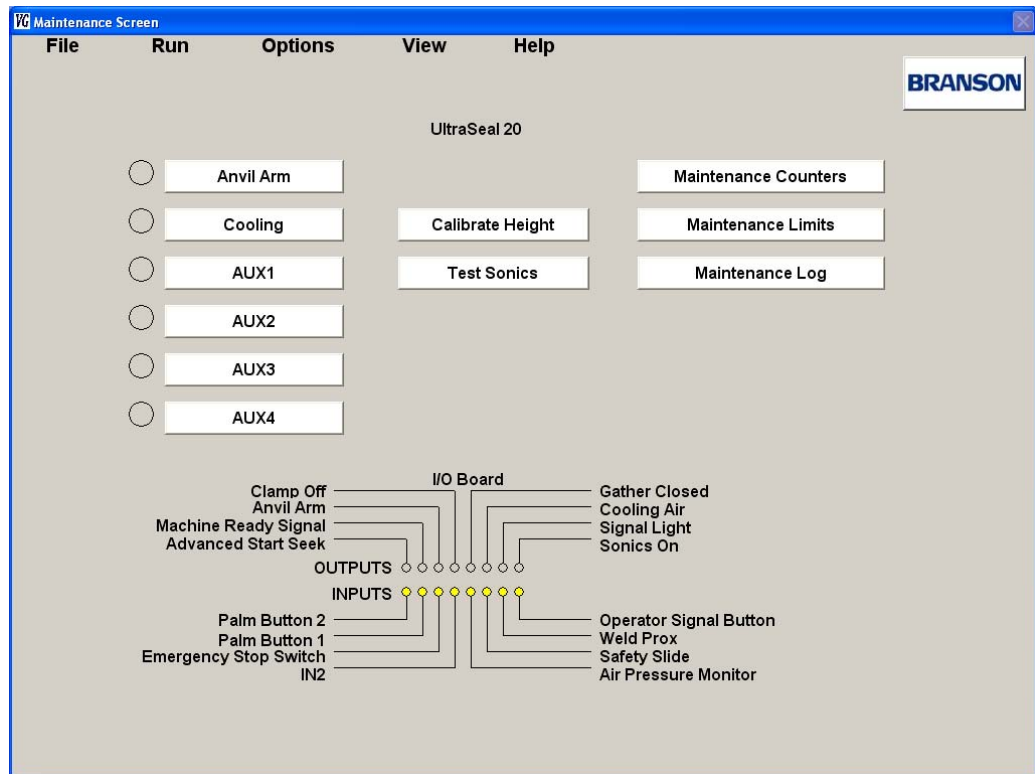 VG Maintenance Screen
File Run Options View Help
BRANSON
UltraSeal 20
Anvil Arm
Cooling
AUX1
AUX2
AUX3
AUX4
Calibrate Height
Test Sonics
Maintenance Counters
Maintenance Limits
Maintenance Log
I/O Board
Clamp Off
Anvil Arm
Machine Ready Signal
Advanced Start Seek
Gather Closed
Cooling Air
Signal Light
Sonics On
OUTPUTS
INPUTS
Palm Button 2
Palm Button 1
Emergency Stop Switch
IN2
Operator Signal Button
Weld Prox
Safety Slide
Air Pressure Monitor